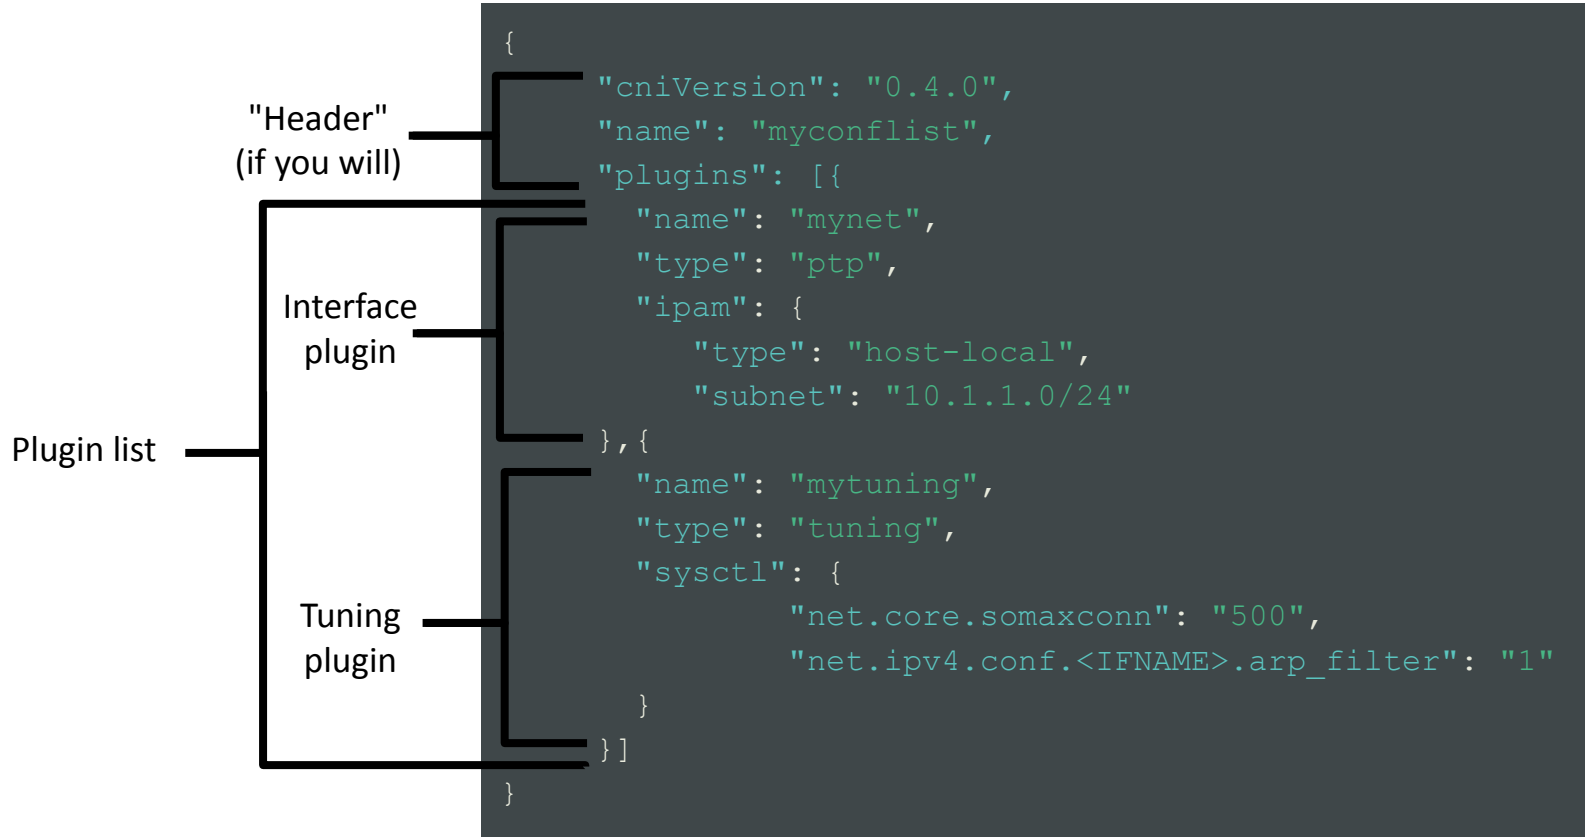 "Header"
(if you will)
Interface
plugin
Plugin list
Tuning
plugin
{
"cniVersion": "0.4.0",
"name": "myconflist",
"plugins": [{
"name": "mynet",
"type": "ptp",
"ipam": {
"type": "host-local",
"subnet": "10.1.1.0/24"
},{
"name": "mytuning",
"type": "tuning",
"sysctl": {
"net.core.somaxconn": "500",
"net.ipv4.conf.<IFNAME>.arp_filter": "1"
}
}]
}